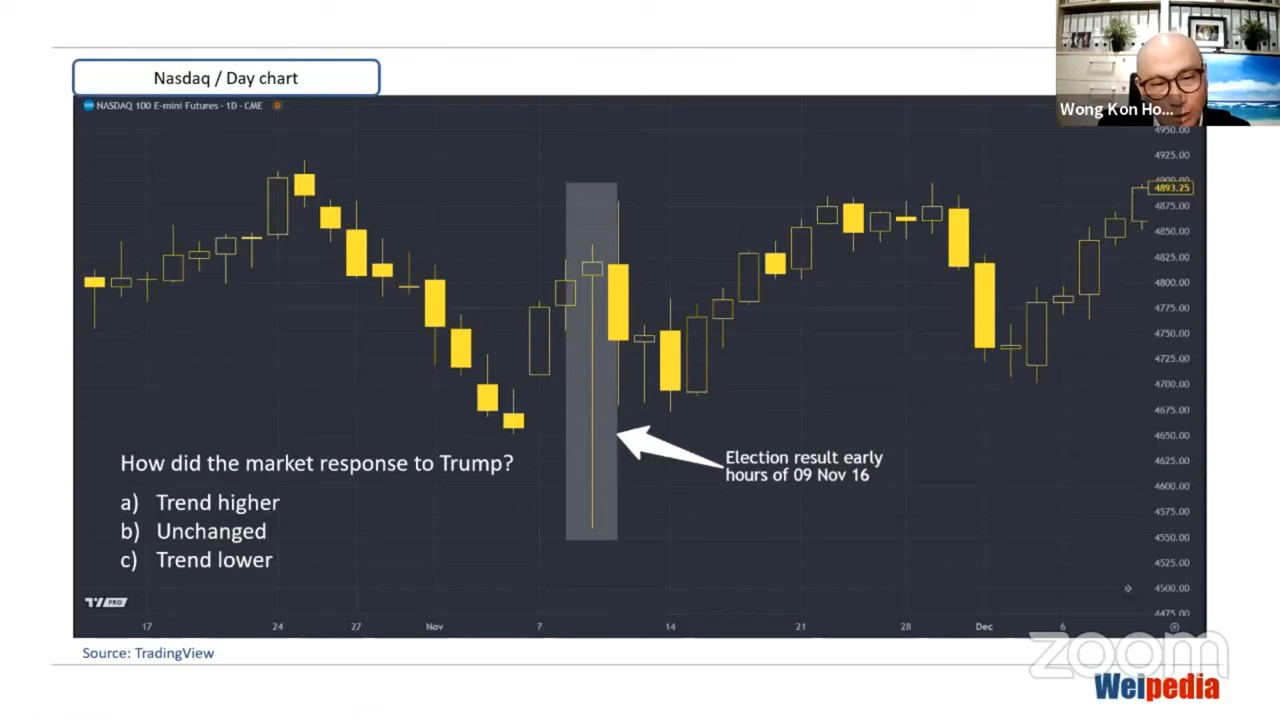 Nasdaq / Day chart
Wong Kon Ho...
NASDAQ 100 E-mini Futures · 1D · CME
D
4950.00
4925.00
4900.00
4893.25
4875.00
4850.00
4825.00
4800.00
4775.00
4750.00
4725.00
4700.00
4675.00
4650.00
4625.00
4600.00
4575.00
4550.00
4525.00
4500.00
4475.00
Election result early
hours of 09 Nov 16
How did the market response to Trump?
a) Trend higher
b) Unchanged
c) Trend lower
PRO
17 24 27 Nov 7 14 21 28 Dec 6
Source: TradingView
zoom
Weipedia